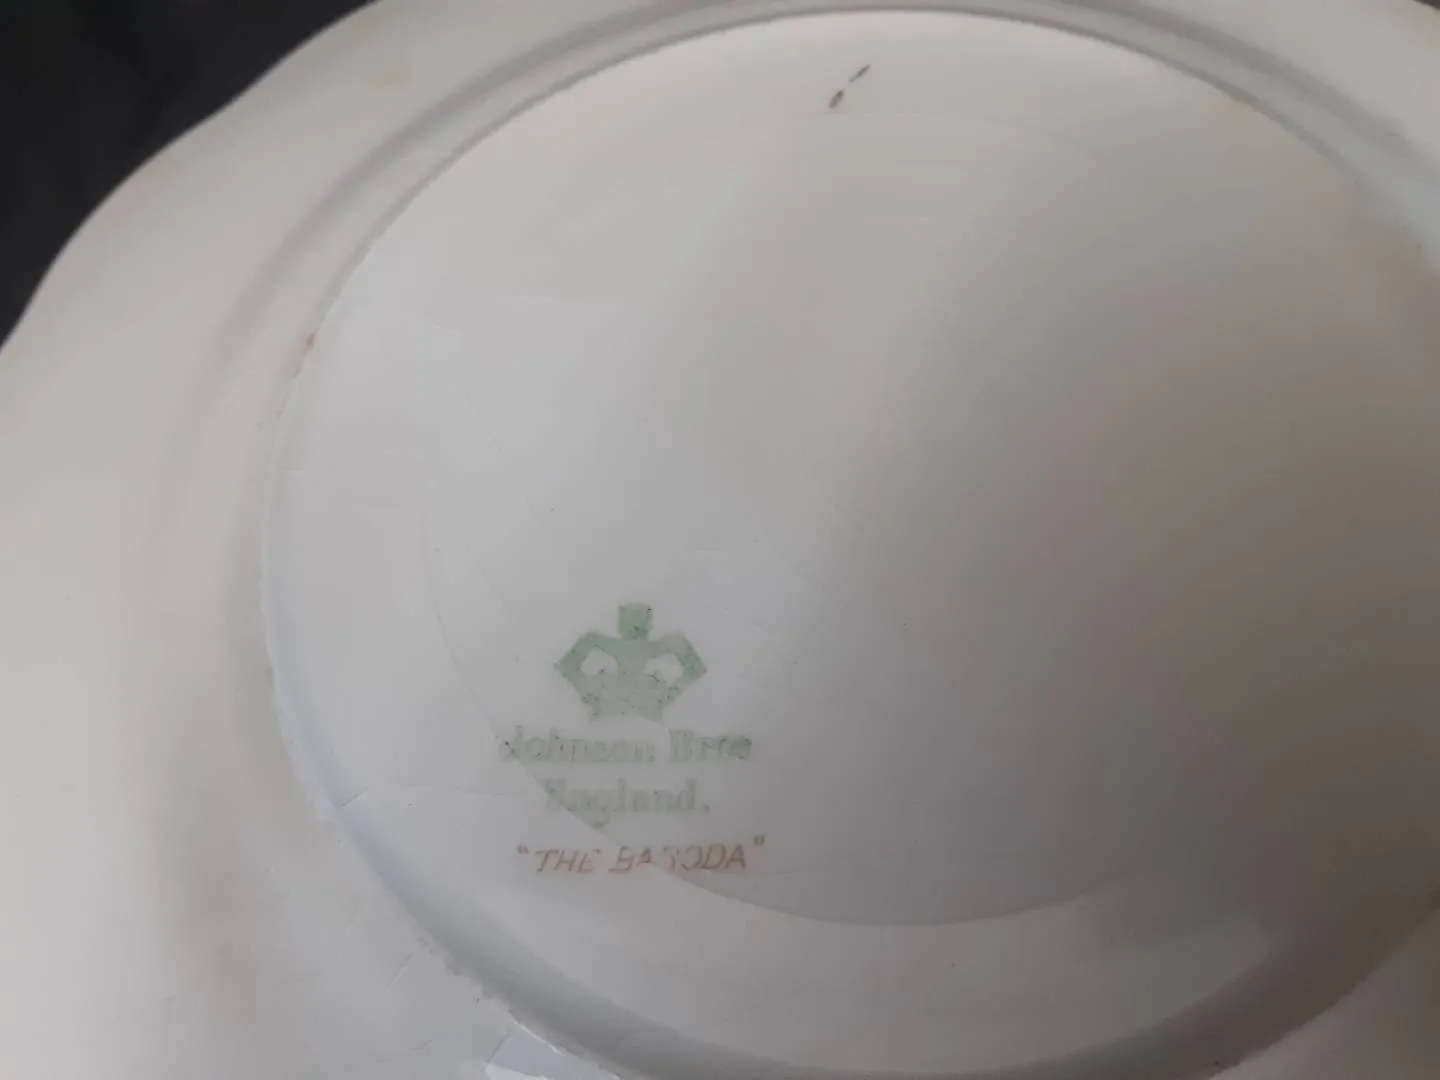 Johnson Bros
England.
"THE BARODA"